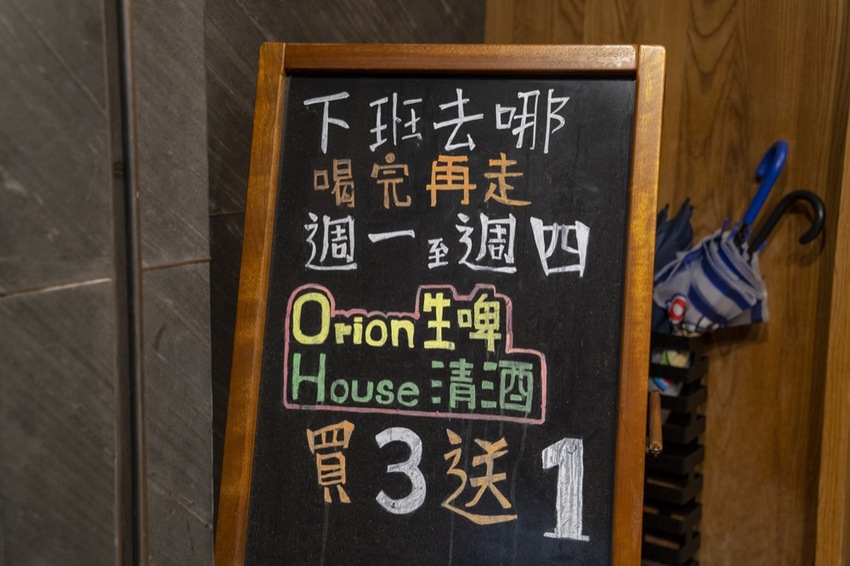 下班去哪
喝完再走
週一至週四
Orion生啤
House清酒
買3送1